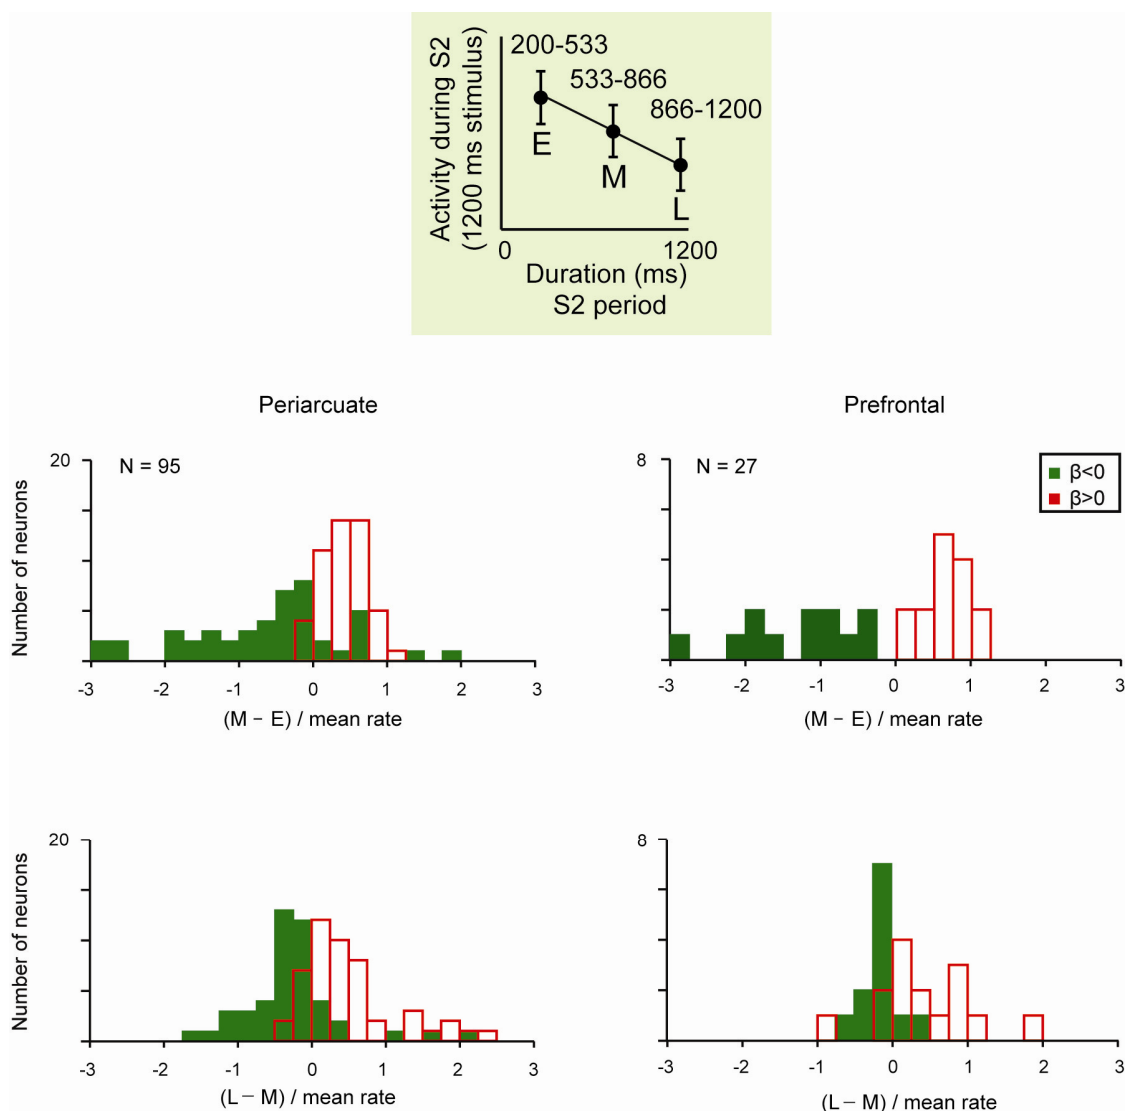 Activity during S2
(1200 ms stimulus)
200-533
533-866
866-1200
E
M
L
0 1200
Duration (ms)
S2 period
Periarcuate
Prefrontal
Number of neurons
20
N = 95
-3 -2 -1 0 1 2 3
(M – E) / mean rate
8
N = 27
β<0
β>0
-3 -2 -1 0 1 2 3
(M – E) / mean rate
Number of neurons
20
-3 -2 -1 0 1 2 3
(L – M) / mean rate
8
-3 -2 -1 0 1 2 3
(L – M) / mean rate